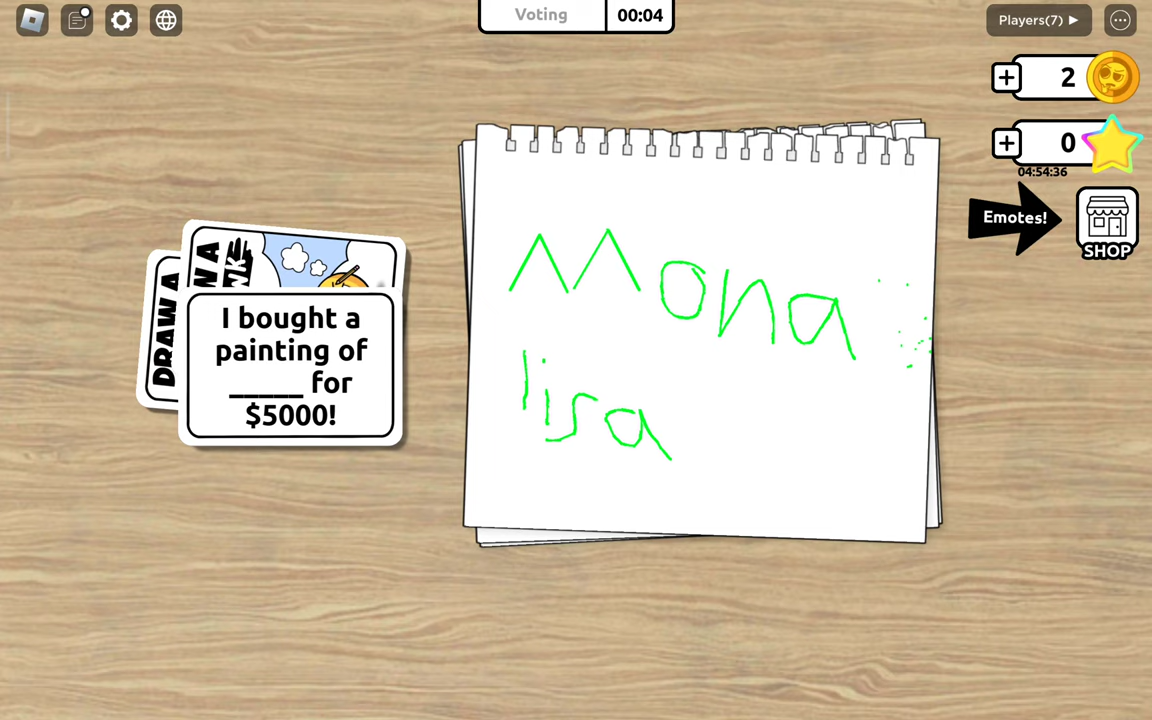 Voting 00:04
Players(7)
2
0
04:54:36
Emotes!
SHOP
DRAW A
I bought a
painting of
_____ for
$5000!
Mona
lisa